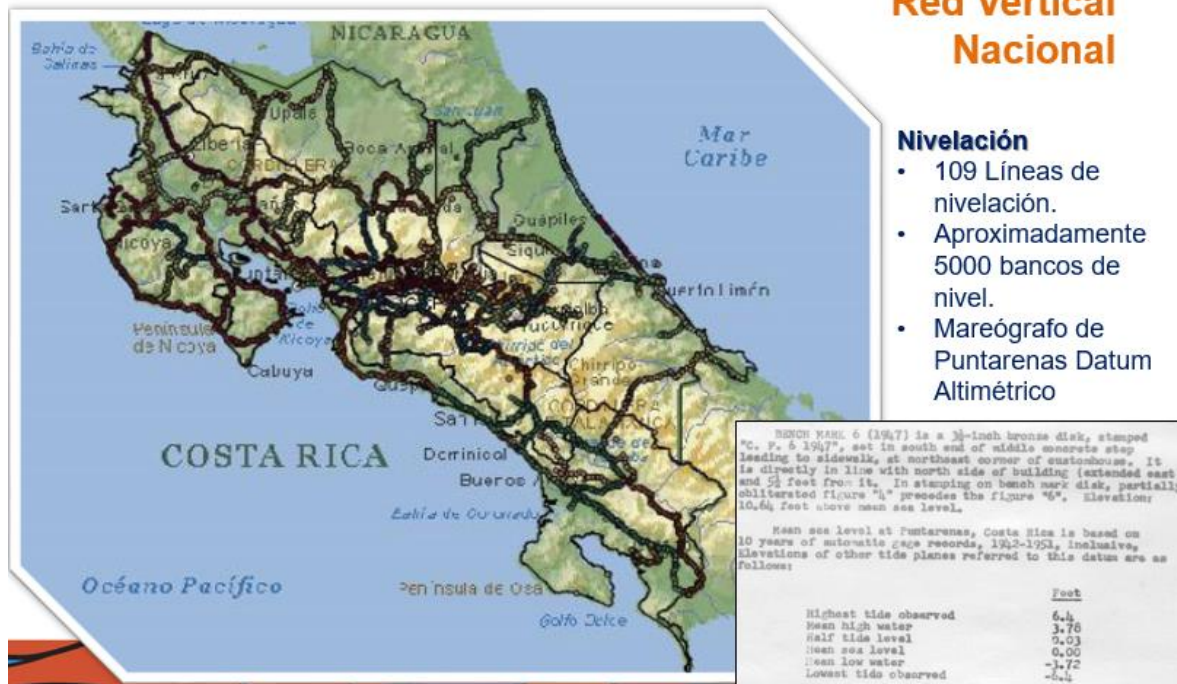 Red Vertical
Nacional
Nivelación
• 109 Líneas de
nivelación.
• Aproximadamente
5000 bancos de
nivel.
• Mareógrafo de
Puntarenas Datum
Altimétrico
NICARAGUA
Bahía de
Salinas
Upala
Liberia
Boca
San Juan
Mar
Caribe
Guápiles
Nicoya
Puerto Limón
Península
de Nicoya
Cabuya
Chirripó
Grande
COSTA RICA
Dominical
Buenos
Bahía de Coronado
Océano Pacífico
Península de Osa
Golfo Dulce
BENCH MARK 6 (1947) is a 3½-inch bronze disk, stamped
"C. P. 6 1947", set in south end of middle concrete step
leading to sidewalk, at northeast corner of customhouse. It
is directly in line with north side of building (extended east
and 5½ feet from it. In stamping on bench mark disk, partially
obliterated figure "4" precedes the figure "6". Elevation:
10.64 feet above mean sea level.
Mean sea level at Puntarenas, Costa Rica is based on
10 years of automatic gage records, 1942-1951, inclusive,
Elevations of other tide planes referred to this datum are as
follows:
Feet
Highest tide observed 6.4
Mean high water 3.78
Half tide level 0.03
Mean sea level 0.00
Mean low water -3.72
Lowest tide observed -6.4